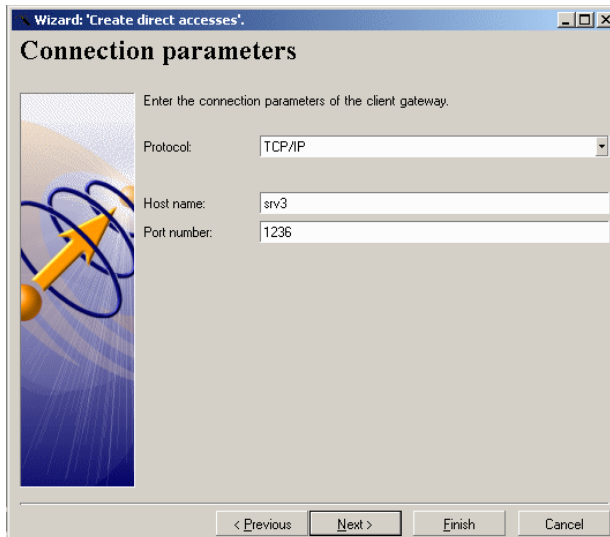 Wizard: 'Create direct accesses'.
Connection parameters
Enter the connection parameters of the client gateway.
Protocol: TCP/IP
Host name: srv3
Port number: 1236
< Previous Next > Finish Cancel